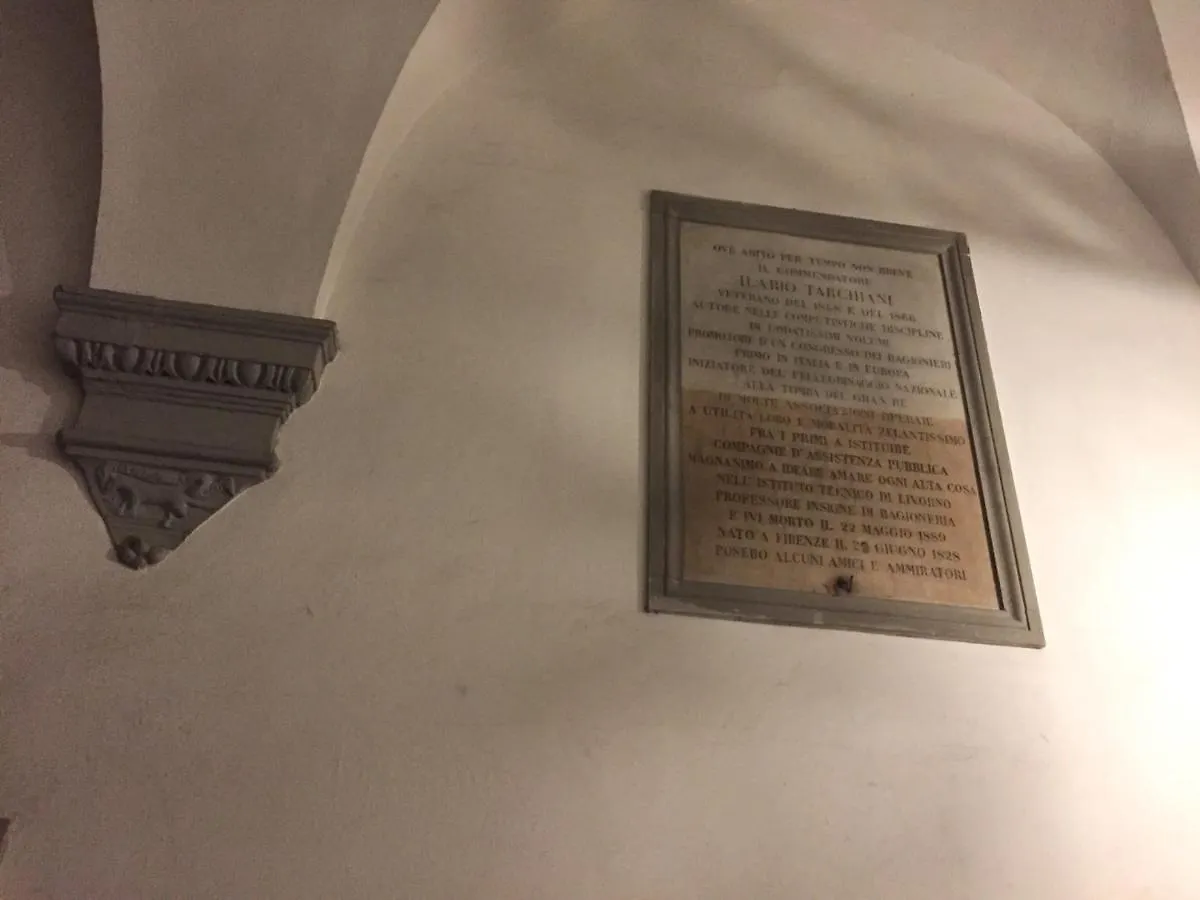 OVE ABITÒ PER TEMPO NON BREVE
IL COMMENDATORE
ILARIO TARCHIANI
VETERANO DEL 1848 E DEL 1866
AUTORE NELLE COMPUTISTICHE DISCIPLINE
DI LODATISSIMI VOLUMI
PROMOTORE D'UN CONGRESSO DEI RAGIONIERI
PRIMO IN ITALIA E IN EUROPA
INIZIATORE DEL PELLEGRINAGGIO NAZIONALE
ALLA TOMBA DEL GRAN RE
DI MOLTE ASSOCIAZIONI OPERAIE
A UTILITÀ LORO E MORALITÀ ZELANTISSIMO
FRA I PRIMI A ISTITUIRE
COMPAGNIE D'ASSISTENZA PUBBLICA
MAGNANIMO A IDEARE AMARE OGNI ALTA COSA
NELL'ISTITUTO TECNICO DI LIVORNO
PROFESSORE INSIGNE DI RAGIONERIA
E IVI MORTO IL 22 MAGGIO 1889
NATO A FIRENZE IL GIUGNO 1828
POSERO ALCUNI AMICI E AMMIRATORI